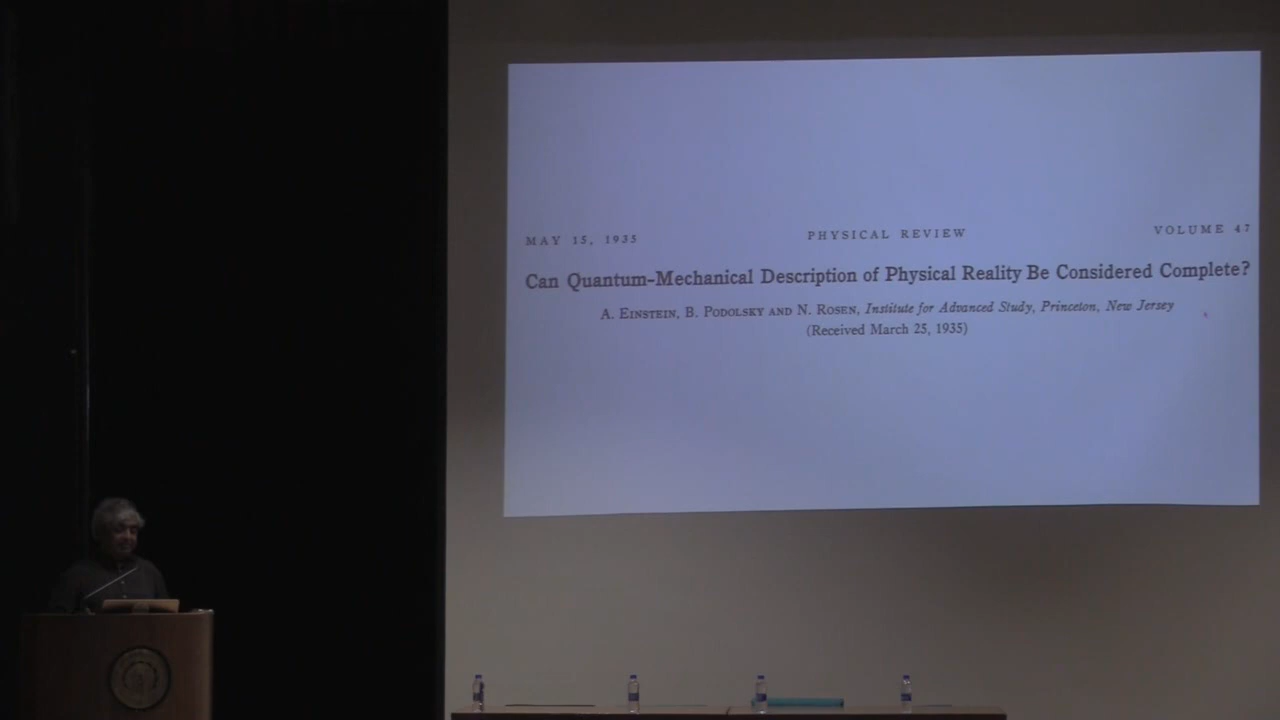 MAY 15, 1935 PHYSICAL REVIEW VOLUME 47
Can Quantum-Mechanical Description of Physical Reality Be Considered Complete?
A. EINSTEIN, B. PODOLSKY AND N. ROSEN, Institute for Advanced Study, Princeton, New Jersey
(Received March 25, 1935)